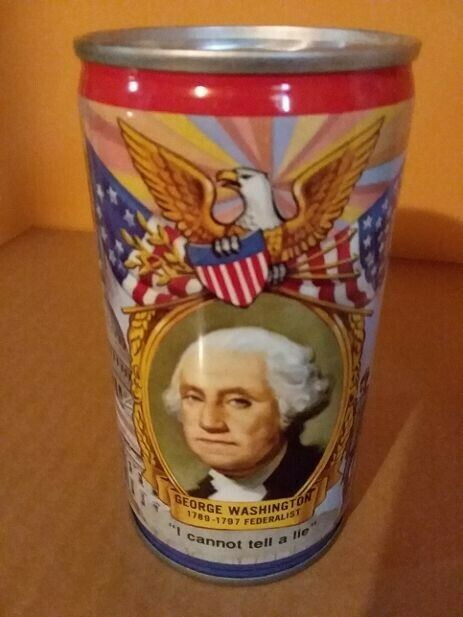 GEORGE WASHINGTON
1789-1797 FEDERALIST
"I cannot tell a lie"